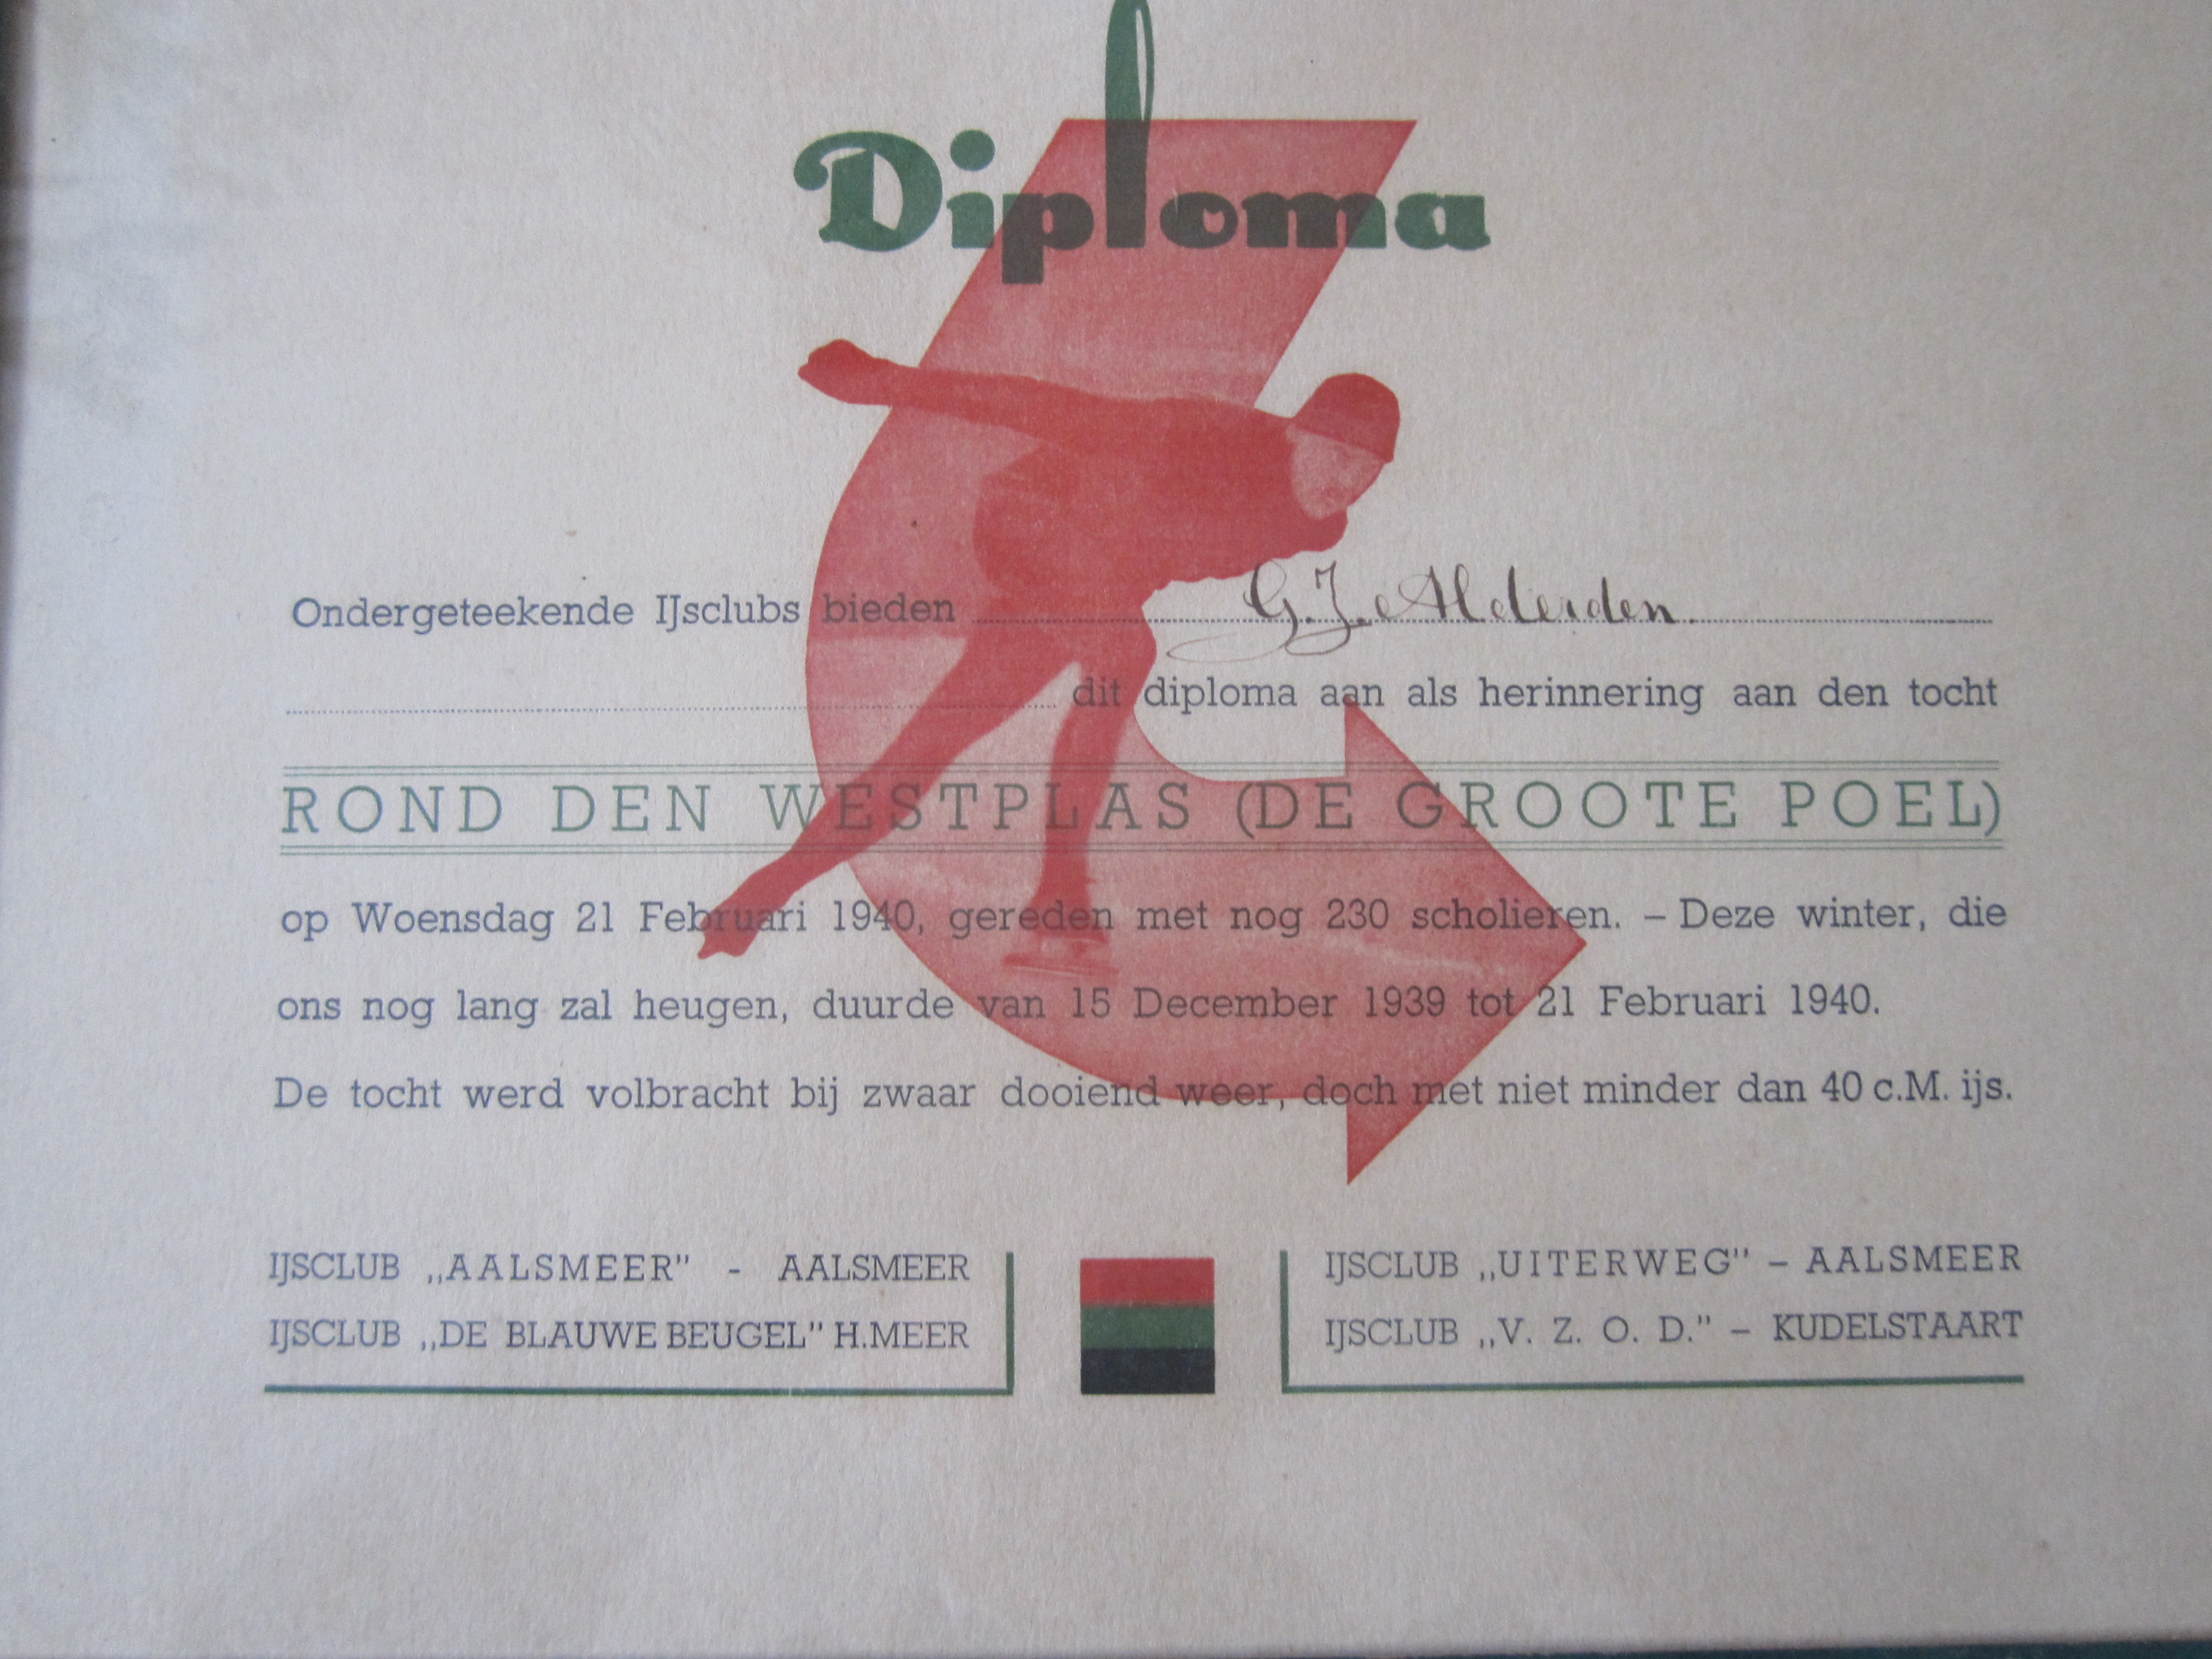 Diploma
Ondergeteekende IJsclubs bieden G.J. Alderden.
dit diploma aan als herinnering aan den tocht
ROND DEN WESTPLAS (DE GROOTE POEL)
op Woensdag 21 Februari 1940, gereden met nog 230 scholieren. – Deze winter, die
ons nog lang zal heugen, duurde van 15 December 1939 tot 21 Februari 1940.
De tocht werd volbracht bij zwaar dooiend weer, doch met niet minder dan 40 c.M. ijs.
IJSCLUB „AALSMEER” - AALSMEER
IJSCLUB „DE BLAUWE BEUGEL” H.MEER
IJSCLUB „UITERWEG” – AALSMEER
IJSCLUB „V. Z. O. D.” – KUDELSTAART